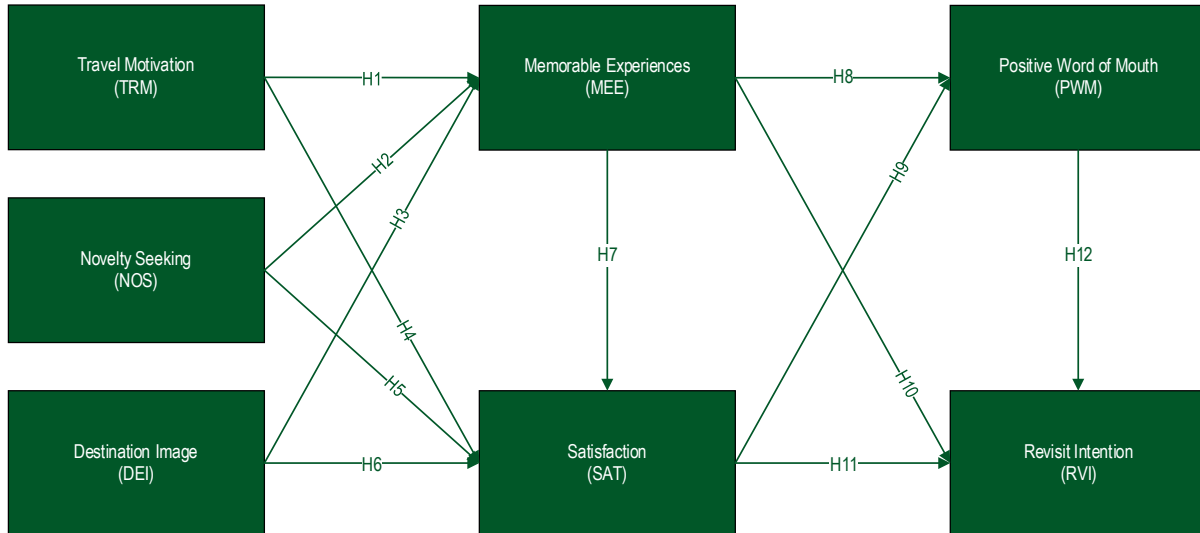 Travel Motivation
(TRM)
Memorable Experiences
(MEE)
Positive Word of Mouth
(PWM)
H1
H8
H2
H9
H3
Novelty Seeking
(NOS)
H7
H12
H4
H5
H10
Destination Image
(DEI)
H6
Satisfaction
(SAT)
H11
Revisit Intention
(RVI)